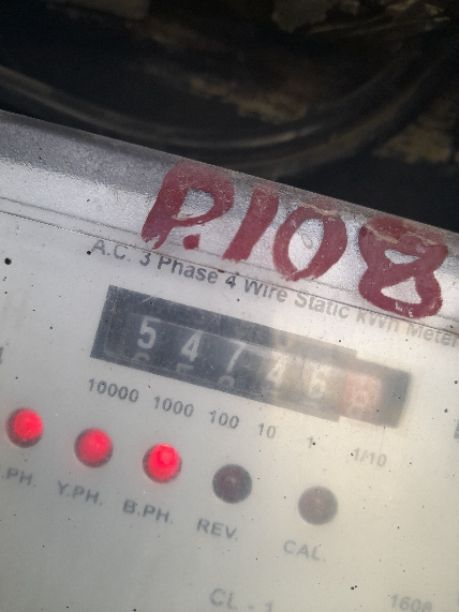 P.108
A.C. 3 Phase 4 Wire Static kWh Meter
5 4 7 4 6
10000 1000 100 10 1 1/10
PH. Y.PH. B.PH. REV. CAL.
CL - 1
1600